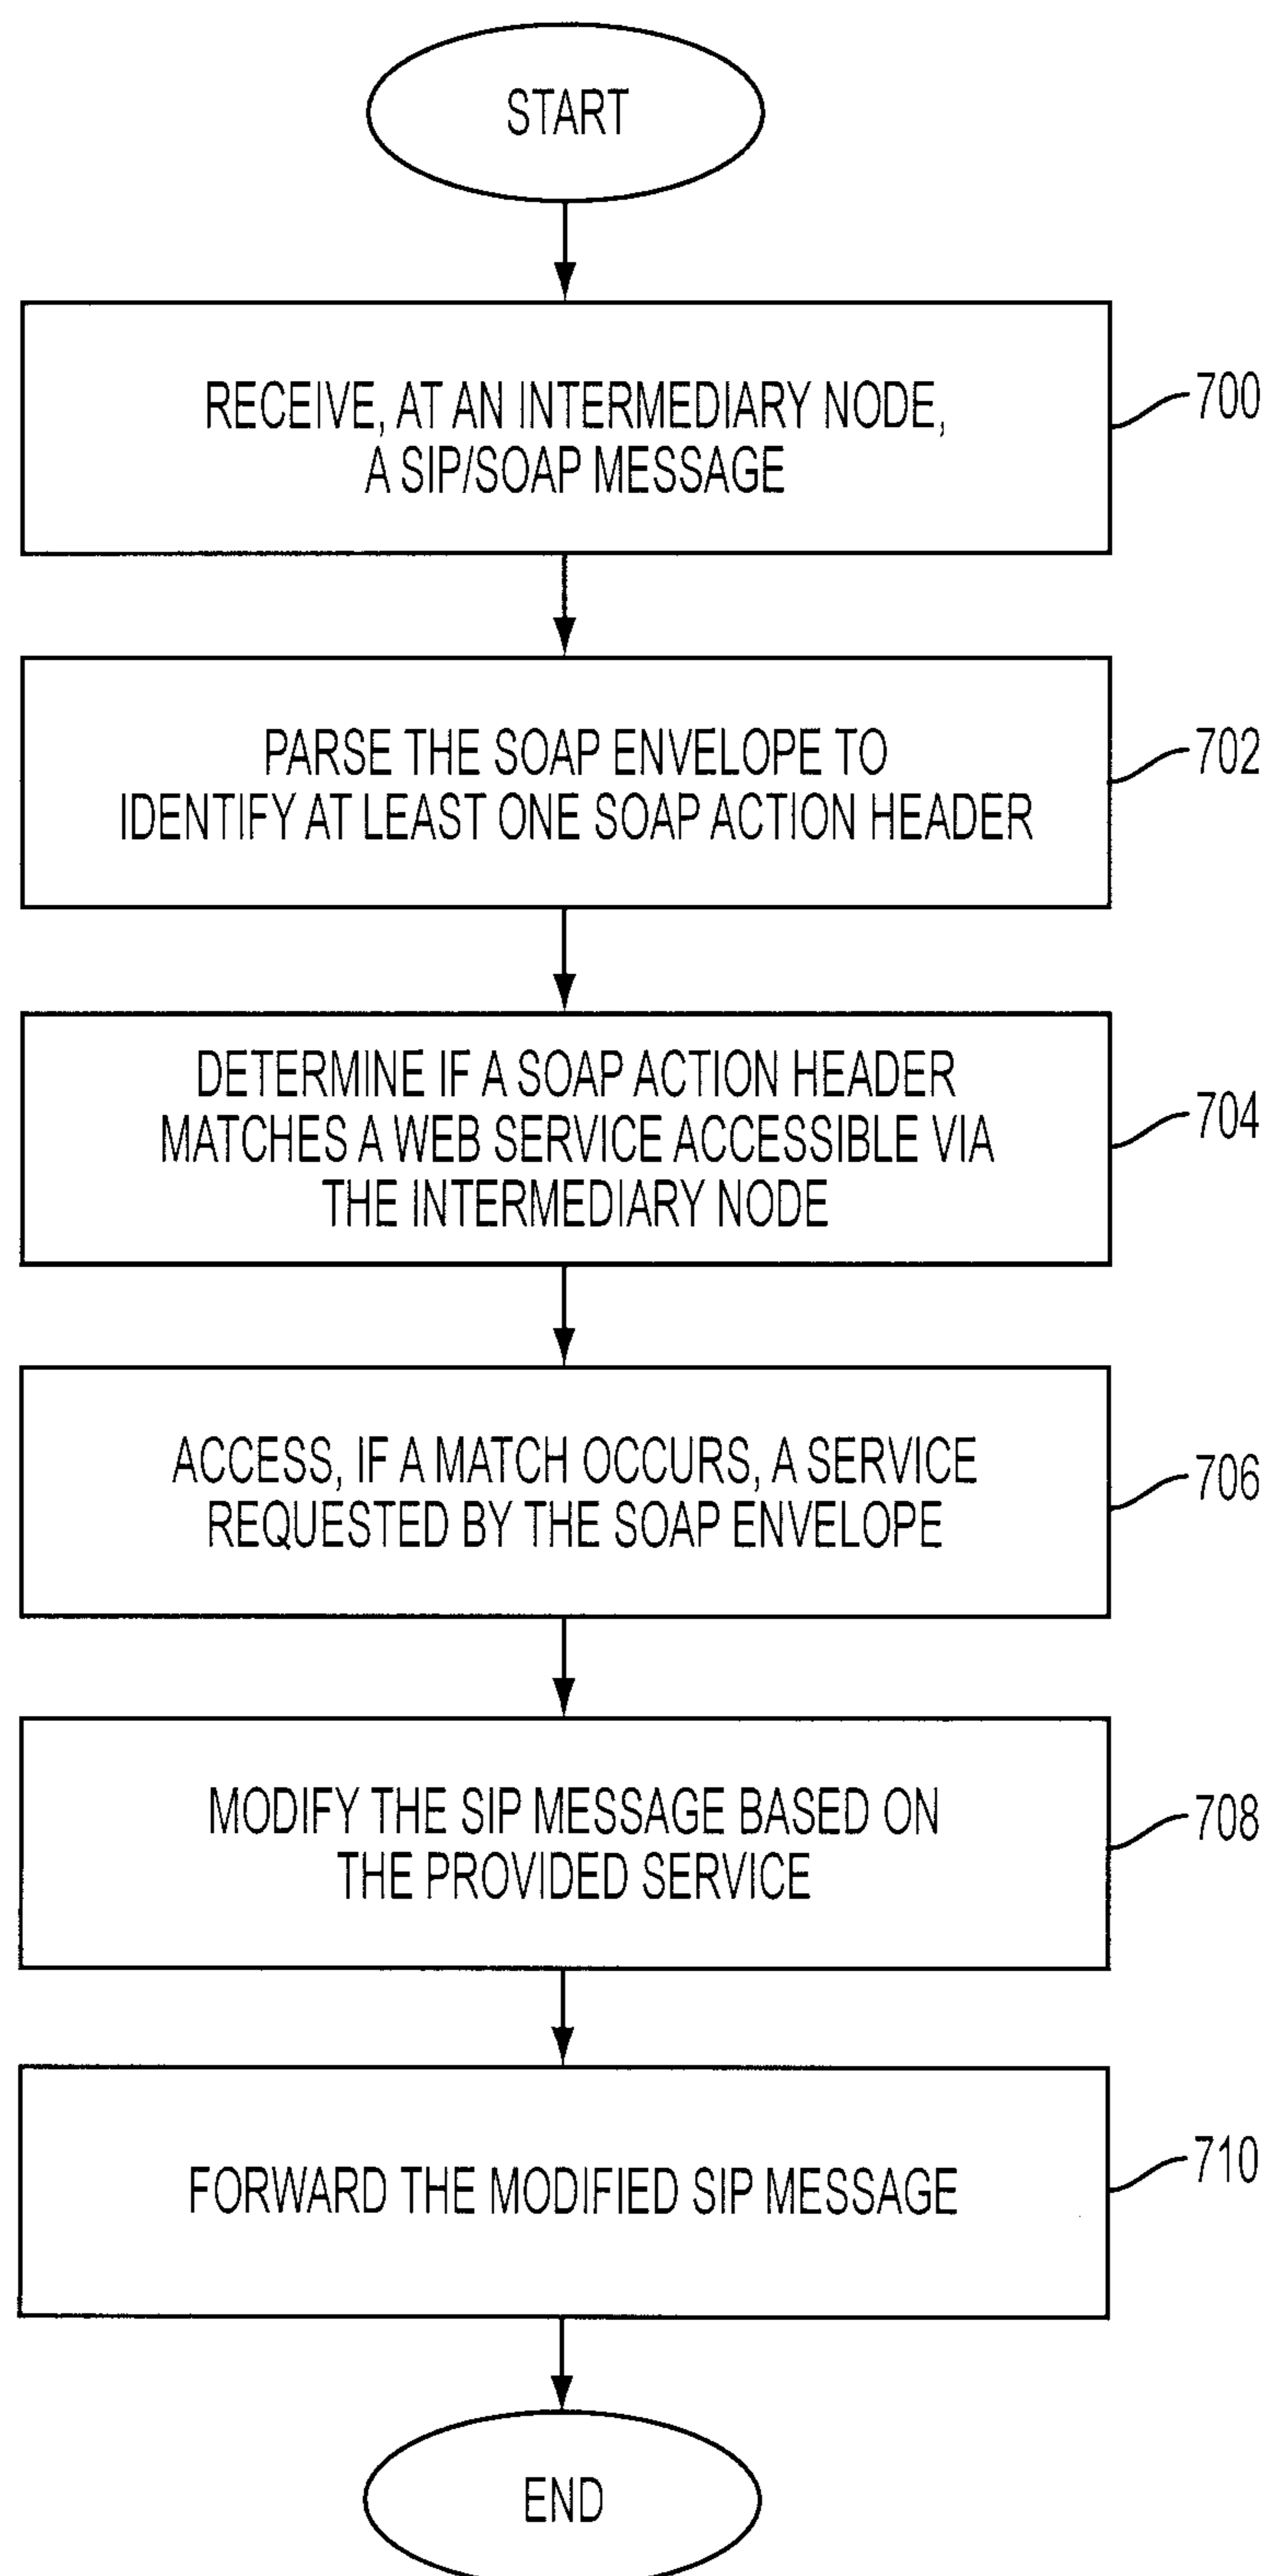 START
RECEIVE, AT AN INTERMEDIARY NODE,
A SIP/SOAP MESSAGE
700
PARSE THE SOAP ENVELOPE TO
IDENTIFY AT LEAST ONE SOAP ACTION HEADER
702
DETERMINE IF A SOAP ACTION HEADER
MATCHES A WEB SERVICE ACCESSIBLE VIA
THE INTERMEDIARY NODE
704
ACCESS, IF A MATCH OCCURS, A SERVICE
REQUESTED BY THE SOAP ENVELOPE
706
MODIFY THE SIP MESSAGE BASED ON
THE PROVIDED SERVICE
708
FORWARD THE MODIFIED SIP MESSAGE
710
END